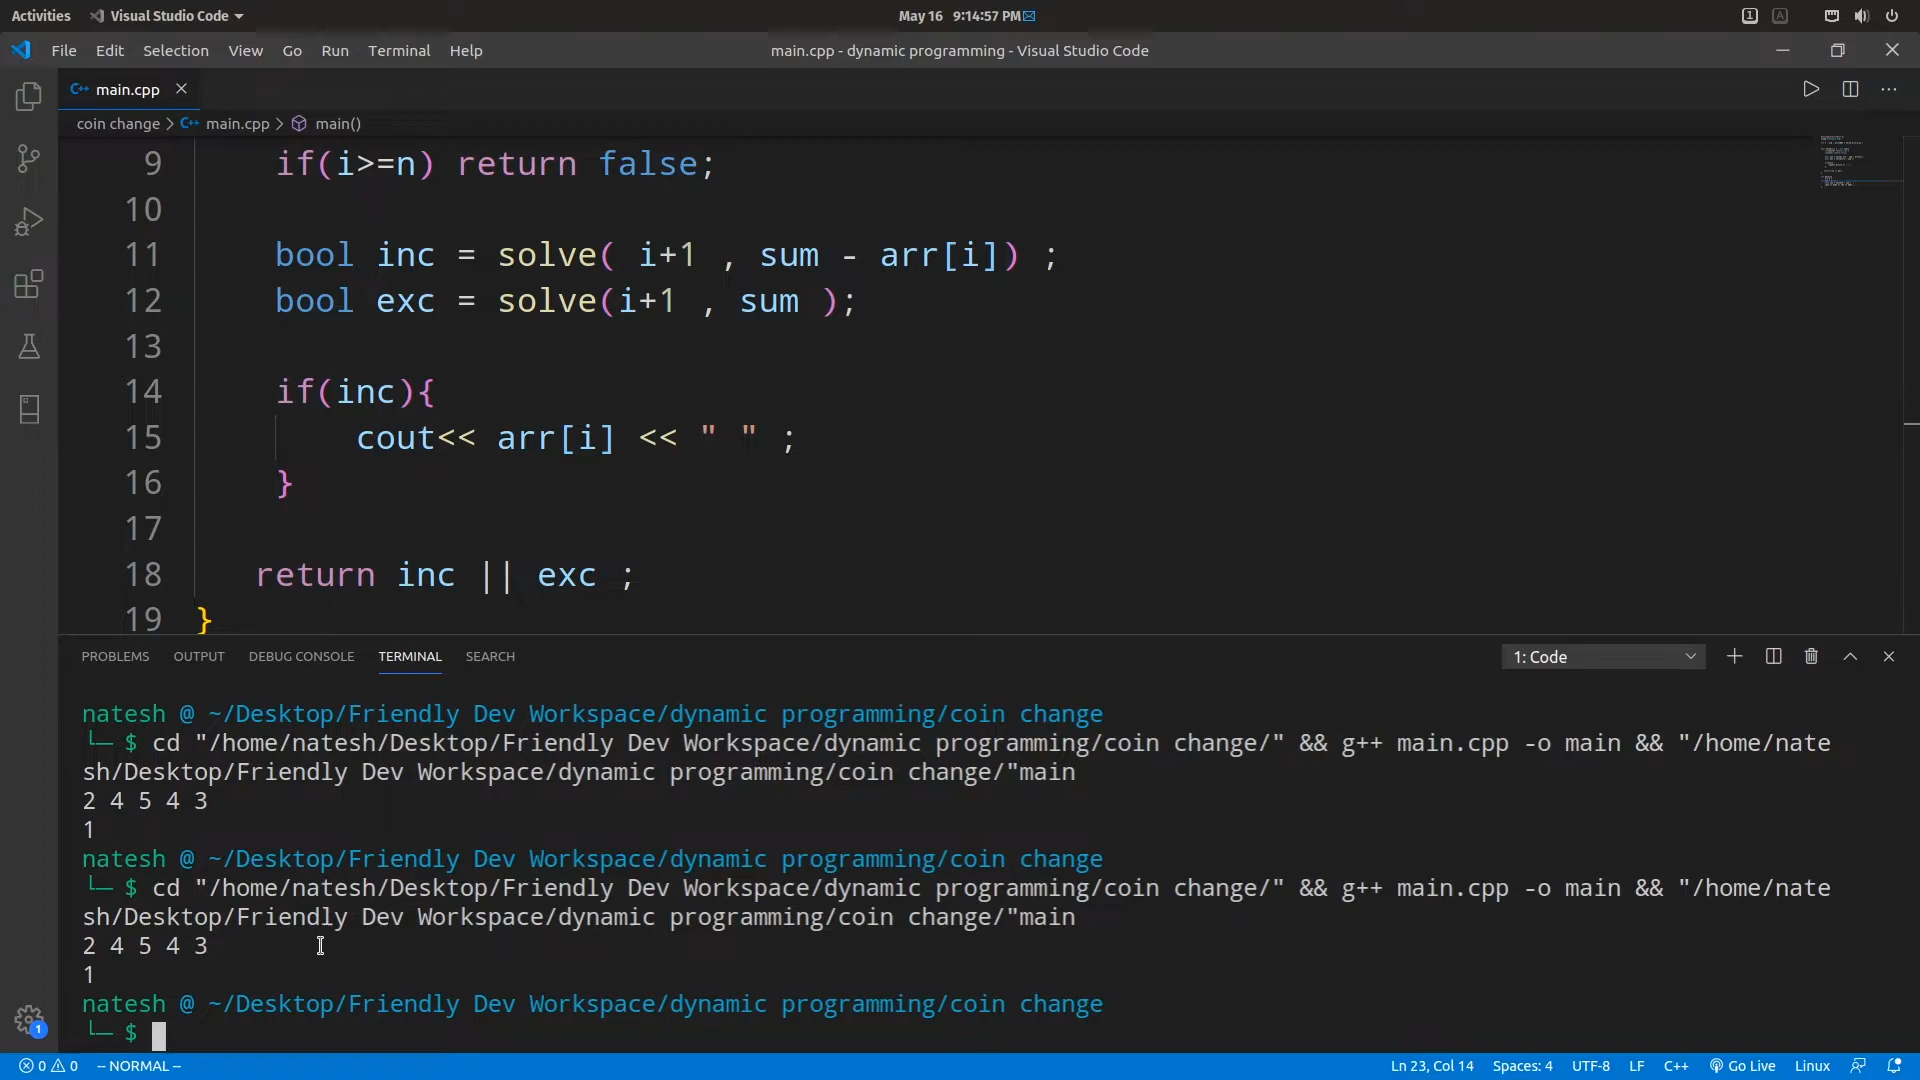 Activities Visual Studio Code May 16 9:14:57 PM 1 A
File Edit Selection View Go Run Terminal Help main.cpp - dynamic programming - Visual Studio Code
C++ main.cpp
coin change > C++ main.cpp > main()
9 if(i>=n) return false;
10
11 bool inc = solve( i+1 , sum - arr[i]) ;
12 bool exc = solve(i+1 , sum );
13
14 if(inc){
15 cout<< arr[i] << " " ;
16 }
17
18 return inc || exc ;
19 }
PROBLEMS OUTPUT DEBUG CONSOLE TERMINAL SEARCH 1: Code
natesh @ ~/Desktop/Friendly Dev Workspace/dynamic programming/coin change
└─ $ cd "/home/natesh/Desktop/Friendly Dev Workspace/dynamic programming/coin change/" && g++ main.cpp -o main && "/home/nate
sh/Desktop/Friendly Dev Workspace/dynamic programming/coin change/"main
2 4 5 4 3
1
natesh @ ~/Desktop/Friendly Dev Workspace/dynamic programming/coin change
└─ $ cd "/home/natesh/Desktop/Friendly Dev Workspace/dynamic programming/coin change/" && g++ main.cpp -o main && "/home/nate
sh/Desktop/Friendly Dev Workspace/dynamic programming/coin change/"main
2 4 5 4 3
1
natesh @ ~/Desktop/Friendly Dev Workspace/dynamic programming/coin change
└─ $
1
0 0 -- NORMAL -- Ln 23, Col 14 Spaces: 4 UTF-8 LF C++ Go Live Linux